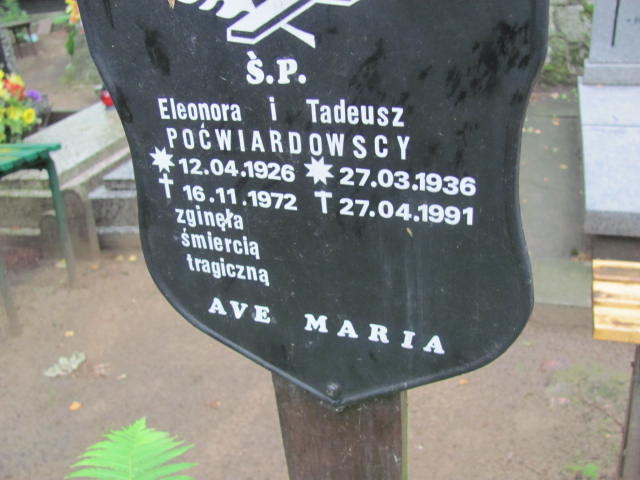 Ś.P.
Eleonora i Tadeusz
POĆWIARDOWSCY
12.04.1926 27.03.1936
16.11.1972 27.04.1991
zginęła
śmiercią
tragiczną
AVE MARIA